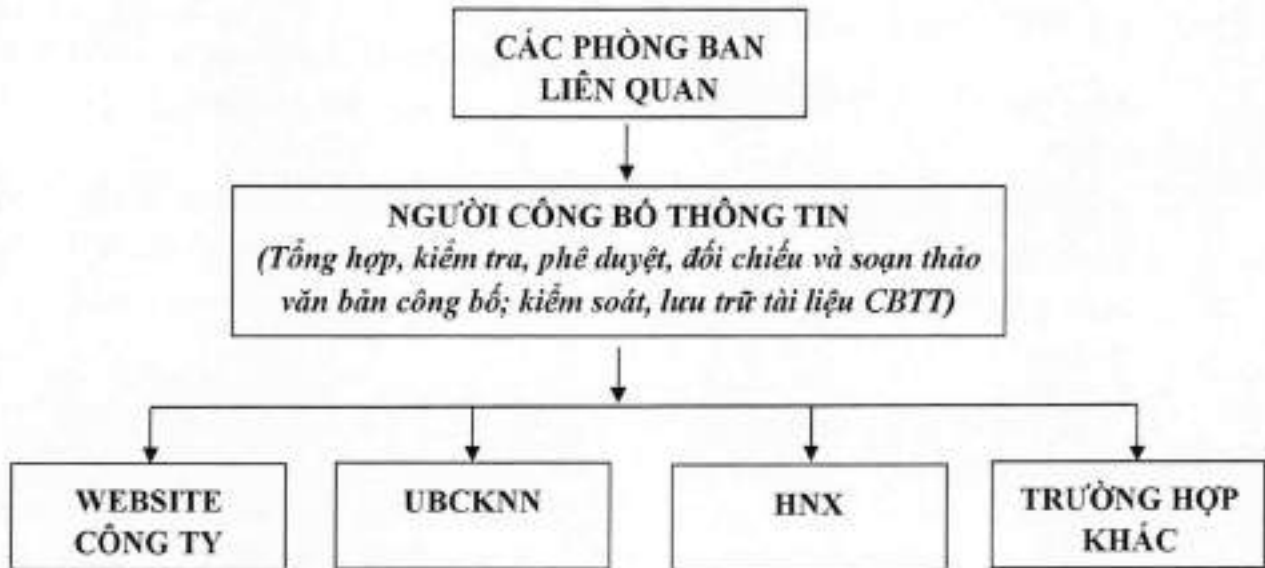 CÁC PHÒNG BAN
LIÊN QUAN
NGƯỜI CÔNG BỐ THÔNG TIN
(Tổng hợp, kiểm tra, phê duyệt, đối chiếu và soạn thảo
văn bản công bố; kiểm soát, lưu trữ tài liệu CBTT)
WEBSITE
CÔNG TY
UBCKNN
HNX
TRƯỜNG HỢP
KHÁC